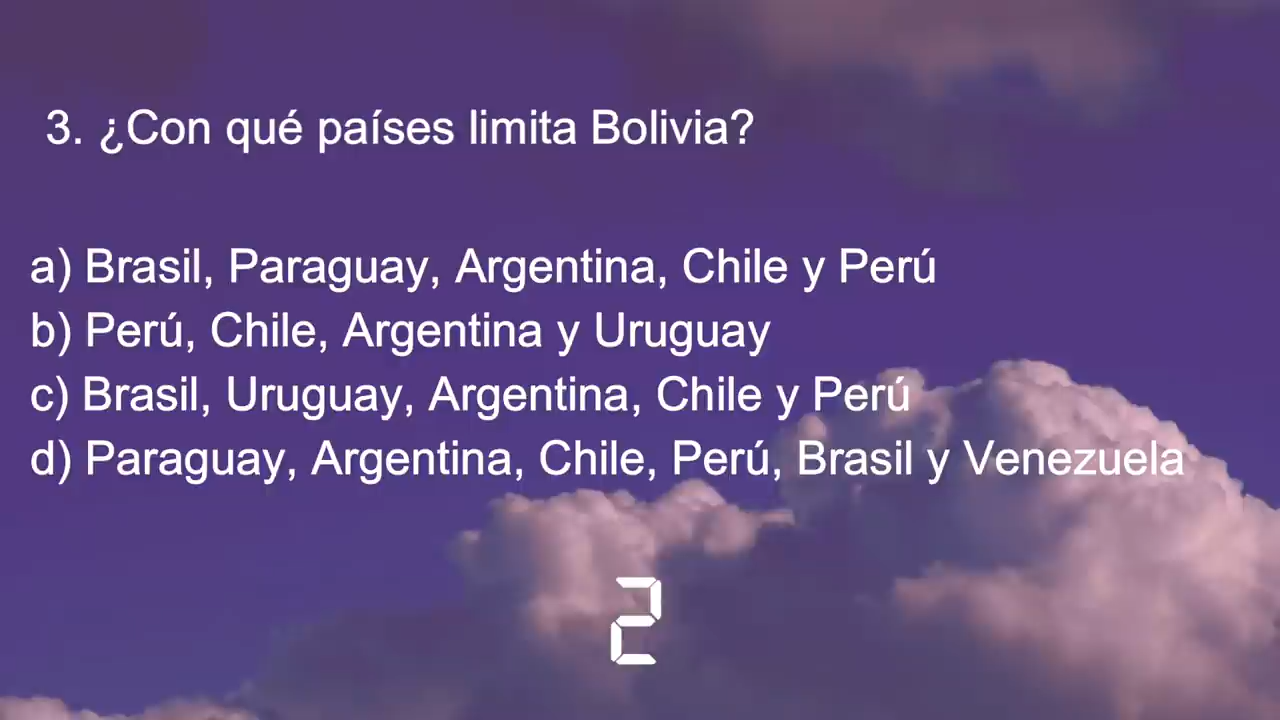 3. ¿Con qué países limita Bolivia?
a) Brasil, Paraguay, Argentina, Chile y Perú
b) Perú, Chile, Argentina y Uruguay
c) Brasil, Uruguay, Argentina, Chile y Perú
d) Paraguay, Argentina, Chile, Perú, Brasil y Venezuela
2